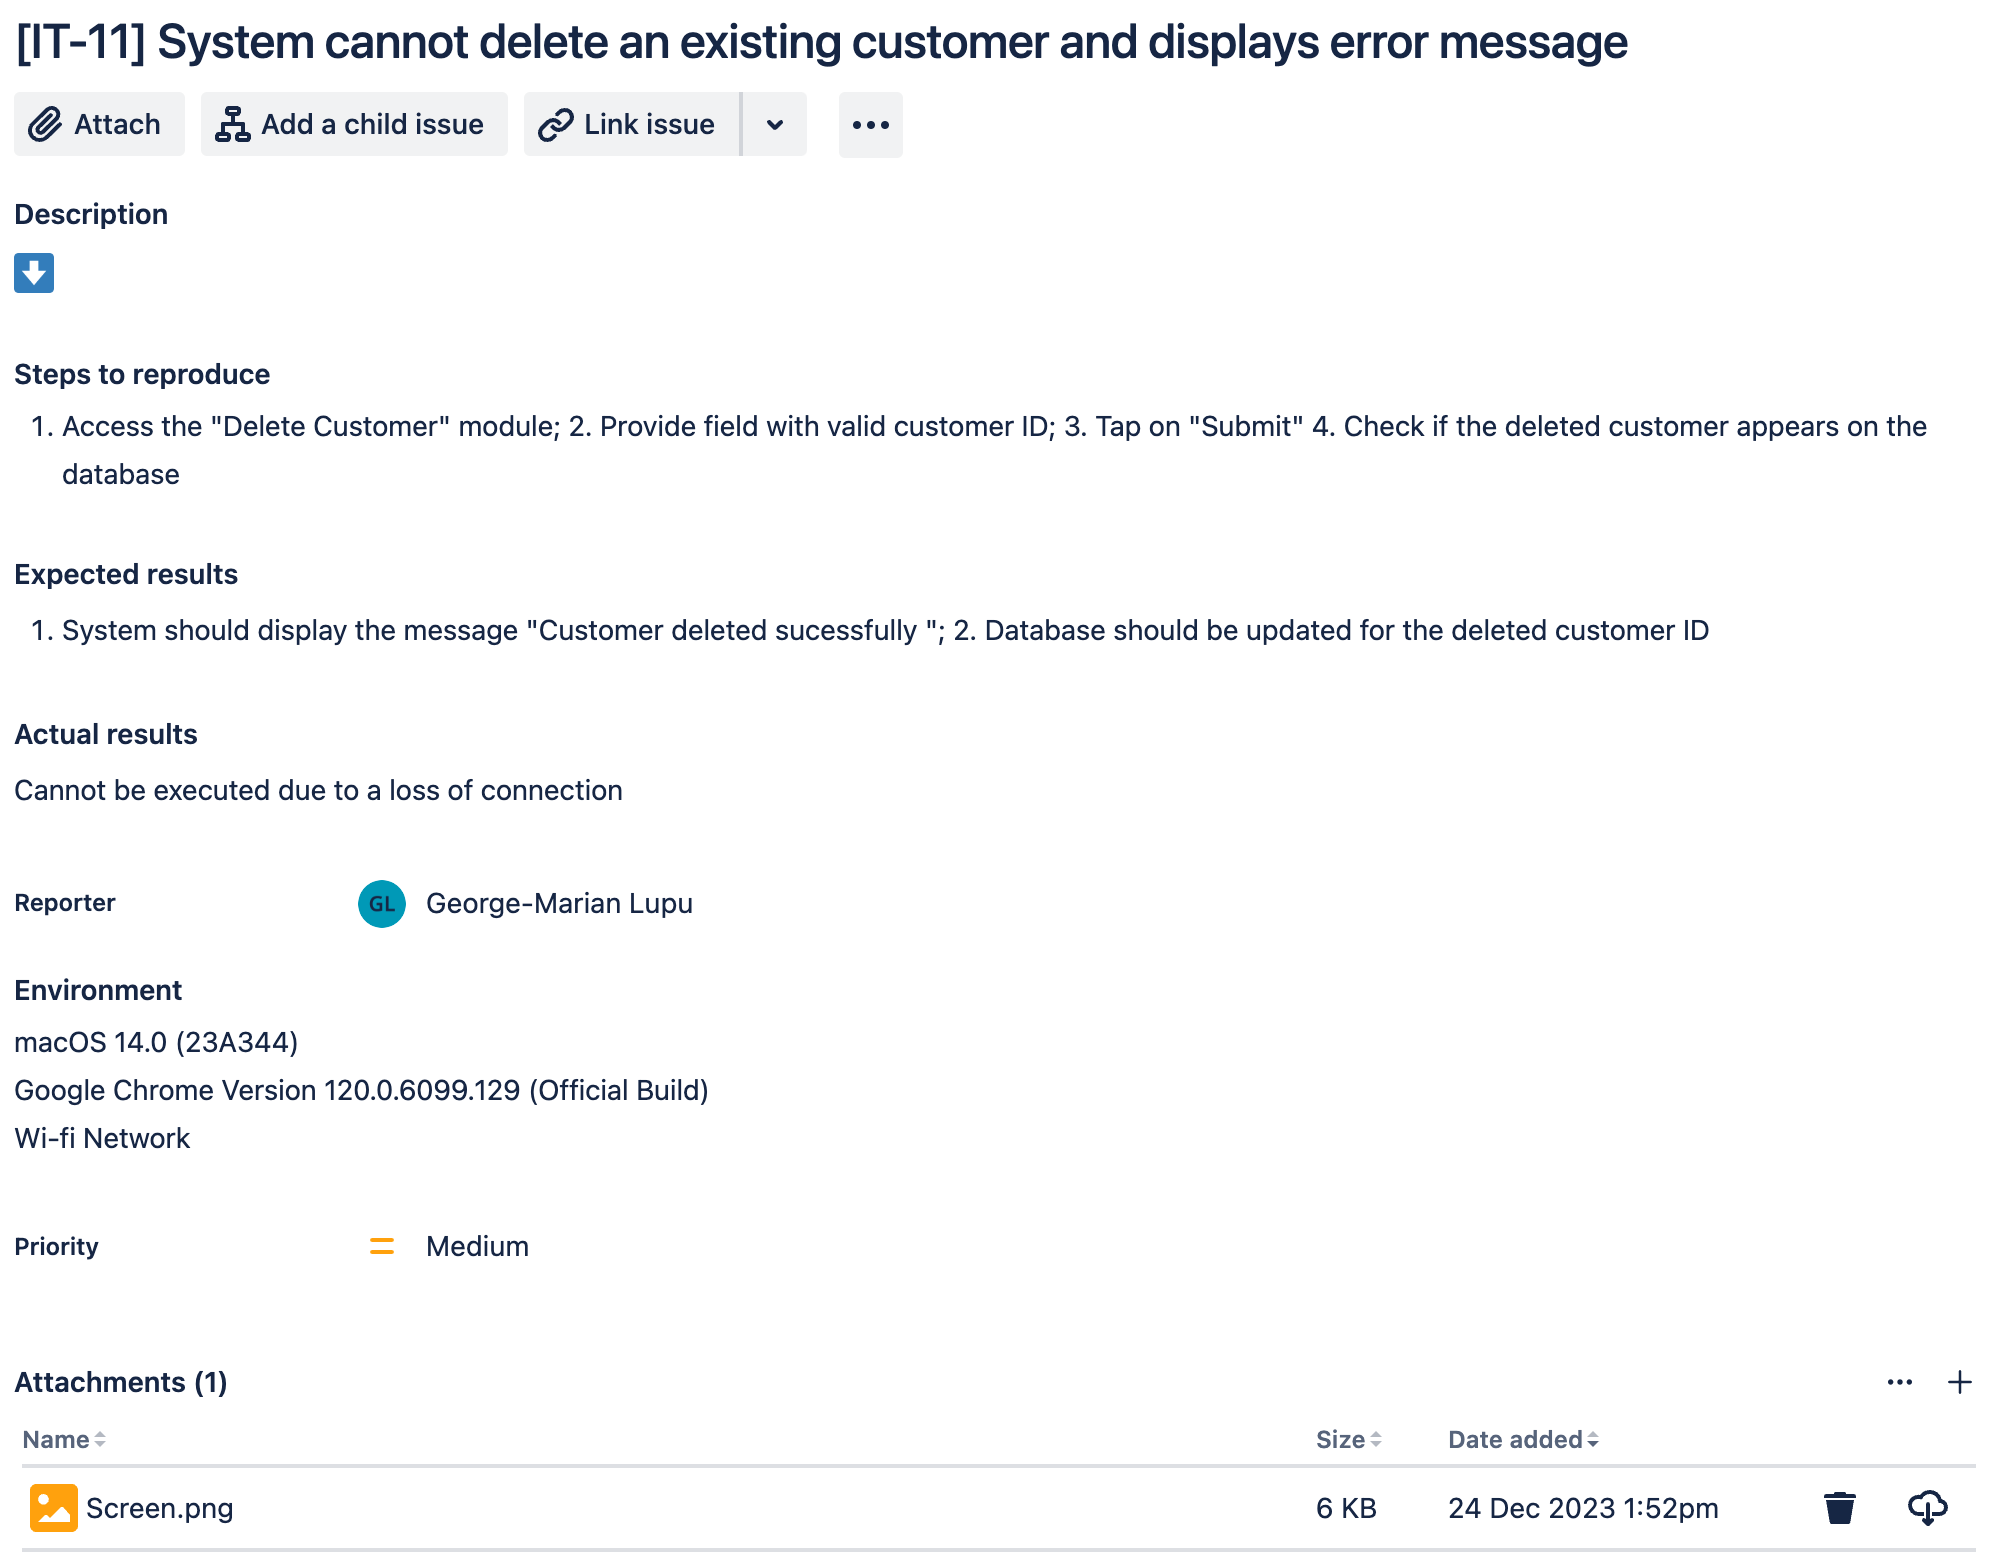 [IT-11] System cannot delete an existing customer and displays error message
Attach
Add a child issue
Link issue
Description
Steps to reproduce
1. Access the "Delete Customer" module; 2. Provide field with valid customer ID; 3. Tap on "Submit" 4. Check if the deleted customer appears on the
database
Expected results
1. System should display the message "Customer deleted sucessfully "; 2. Database should be updated for the deleted customer ID
Actual results
Cannot be executed due to a loss of connection
Reporter GL George-Marian Lupu
Environment
macOS 14.0 (23A344)
Google Chrome Version 120.0.6099.129 (Official Build)
Wi-fi Network
Priority Medium
Attachments (1)
Name Size Date added
Screen.png 6 KB 24 Dec 2023 1:52pm